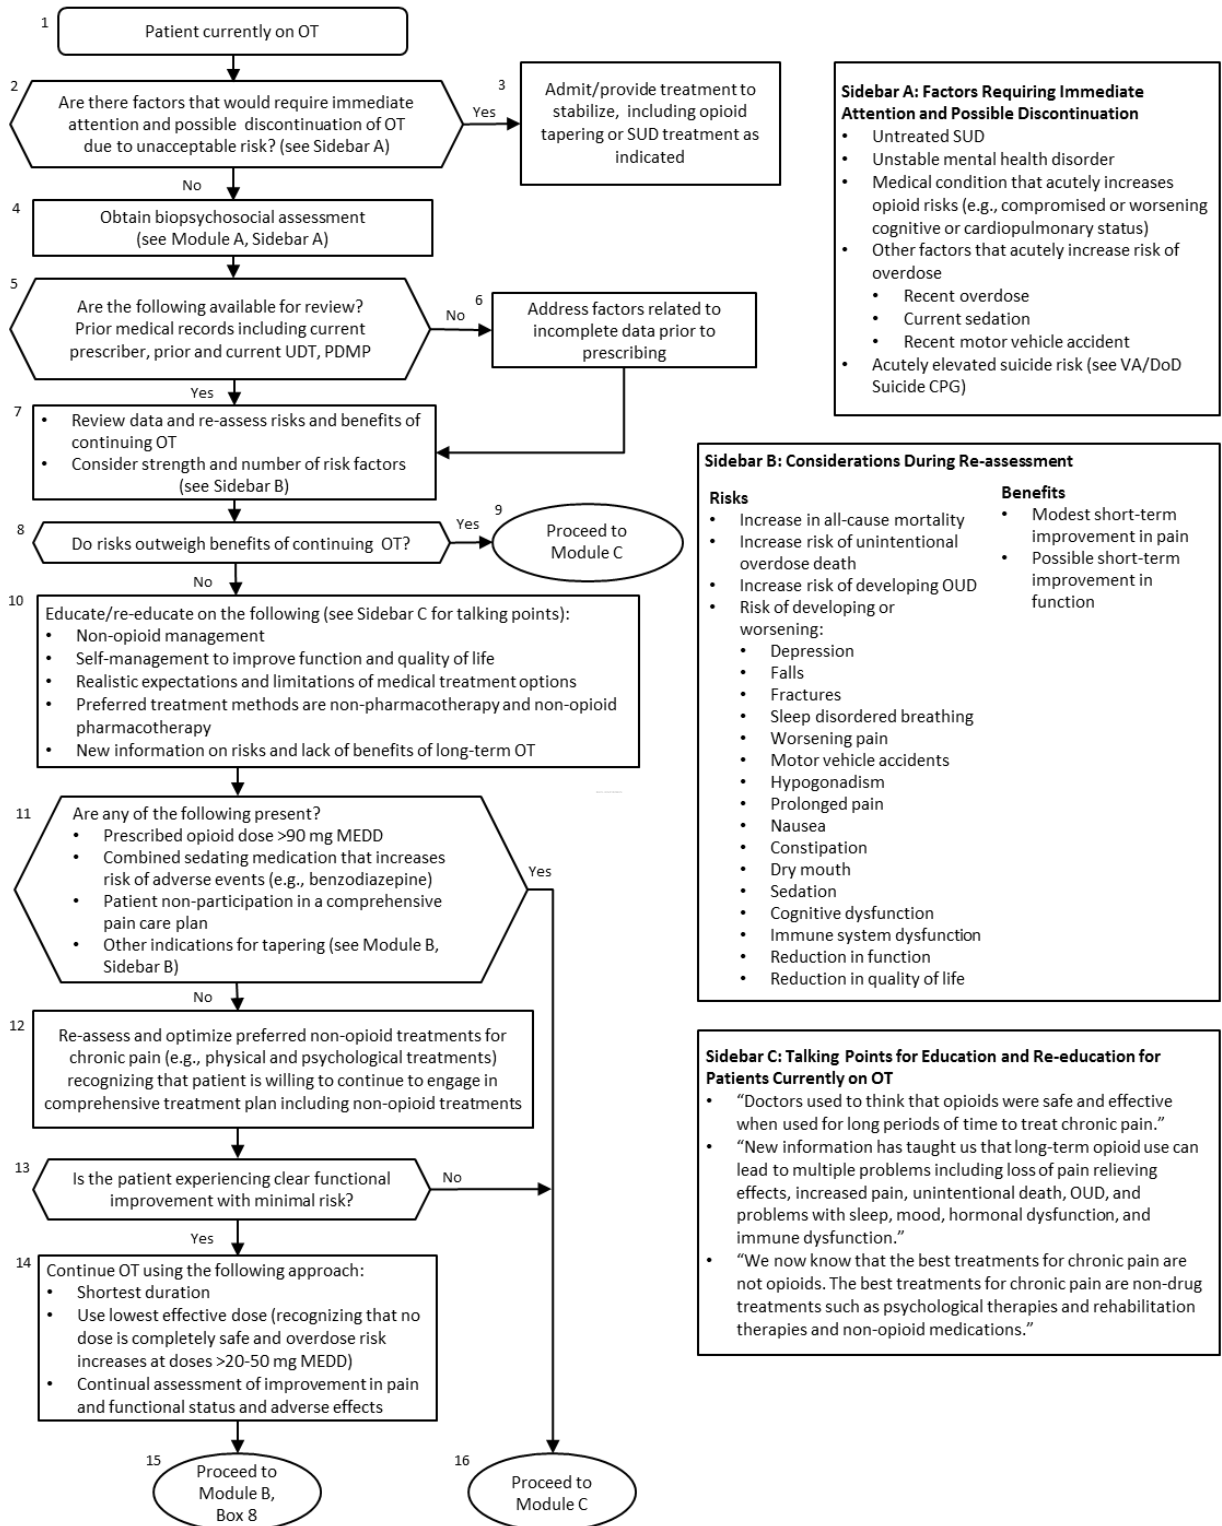 1
Patient currently on OT
2
Are there factors that would require immediate
attention and possible discontinuation of OT
due to unacceptable risk? (see Sidebar A)
Yes
3
Admit/provide treatment to
stabilize, including opioid
tapering or SUD treatment as
indicated
No
4
Obtain biopsychosocial assessment
(see Module A, Sidebar A)
5
Are the following available for review?
Prior medical records including current
prescriber, prior and current UDT, PDMP
No
6
Address factors related to
incomplete data prior to
prescribing
Yes
7
• Review data and re-assess risks and benefits of
continuing OT
• Consider strength and number of risk factors
(see Sidebar B)
8
Do risks outweigh benefits of continuing OT?
Yes
9
Proceed to
Module C
No
10
Educate/re-educate on the following (see Sidebar C for talking points):
• Non-opioid management
• Self-management to improve function and quality of life
• Realistic expectations and limitations of medical treatment options
• Preferred treatment methods are non-pharmacotherapy and non-opioid
pharmacotherapy
• New information on risks and lack of benefits of long-term OT
11
Are any of the following present?
• Prescribed opioid dose >90 mg MEDD
• Combined sedating medication that increases
risk of adverse events (e.g., benzodiazepine)
• Patient non-participation in a comprehensive
pain care plan
• Other indications for tapering (see Module B,
Sidebar B)
Yes
No
12
Re-assess and optimize preferred non-opioid treatments for
chronic pain (e.g., physical and psychological treatments)
recognizing that patient is willing to continue to engage in
comprehensive treatment plan including non-opioid treatments
13
Is the patient experiencing clear functional
improvement with minimal risk?
No
Yes
14
Continue OT using the following approach:
• Shortest duration
• Use lowest effective dose (recognizing that no
dose is completely safe and overdose risk
increases at doses >20-50 mg MEDD)
• Continual assessment of improvement in pain
and functional status and adverse effects
15
Proceed to
Module B,
Box 8
16
Proceed to
Module C
Sidebar A: Factors Requiring Immediate
Attention and Possible Discontinuation
• Untreated SUD
• Unstable mental health disorder
• Medical condition that acutely increases
opioid risks (e.g., compromised or worsening
cognitive or cardiopulmonary status)
• Other factors that acutely increase risk of
overdose
• Recent overdose
• Current sedation
• Recent motor vehicle accident
• Acutely elevated suicide risk (see VA/DoD
Suicide CPG)
Sidebar B: Considerations During Re-assessment
Risks
• Increase in all-cause mortality
• Increase risk of unintentional
overdose death
• Increase risk of developing OUD
• Risk of developing or
worsening:
• Depression
• Falls
• Fractures
• Sleep disordered breathing
• Worsening pain
• Motor vehicle accidents
• Hypogonadism
• Prolonged pain
• Nausea
• Constipation
• Dry mouth
• Sedation
• Cognitive dysfunction
• Immune system dysfunction
• Reduction in function
• Reduction in quality of life
Benefits
• Modest short-term
improvement in pain
• Possible short-term
improvement in
function
Sidebar C: Talking Points for Education and Re-education for
Patients Currently on OT
• “Doctors used to think that opioids were safe and effective
when used for long periods of time to treat chronic pain.”
• “New information has taught us that long-term opioid use can
lead to multiple problems including loss of pain relieving
effects, increased pain, unintentional death, OUD, and
problems with sleep, mood, hormonal dysfunction, and
immune dysfunction.”
• “We now know that the best treatments for chronic pain are
not opioids. The best treatments for chronic pain are non-drug
treatments such as psychological therapies and rehabilitation
therapies and non-opioid medications.”